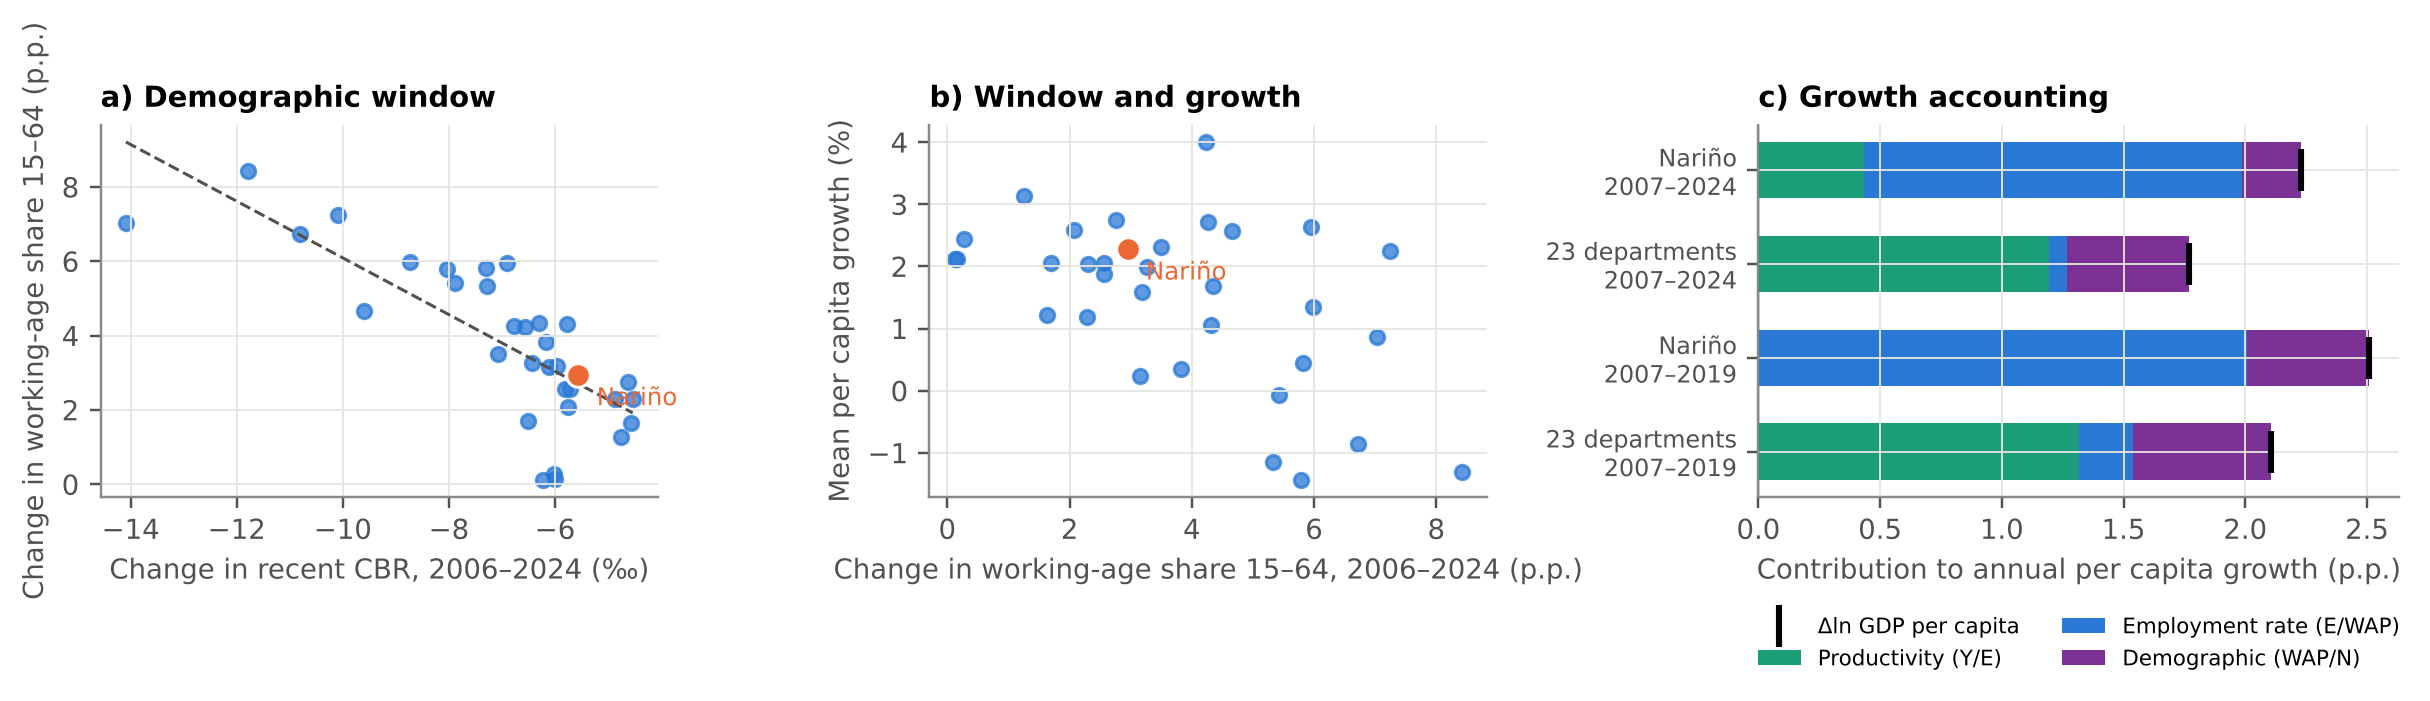 a) Demographic window
Change in working-age share 15–64 (p.p.)
8
6
4
2
0
Nariño
−14
−12
−10
−8
−6
Change in recent CBR, 2006–2024 (‰)
b) Window and growth
Mean per capita growth (%)
4
3
2
1
0
−1
Nariño
0
2
4
6
8
Change in working-age share 15–64, 2006–2024 (p.p.)
c) Growth accounting
Nariño
2007–2024
23 departments
2007–2024
Nariño
2007–2019
23 departments
2007–2019
0.0
0.5
1.0
1.5
2.0
2.5
Contribution to annual per capita growth (p.p.)
Δln GDP per capita
Productivity (Y/E)
Employment rate (E/WAP)
Demographic (WAP/N)